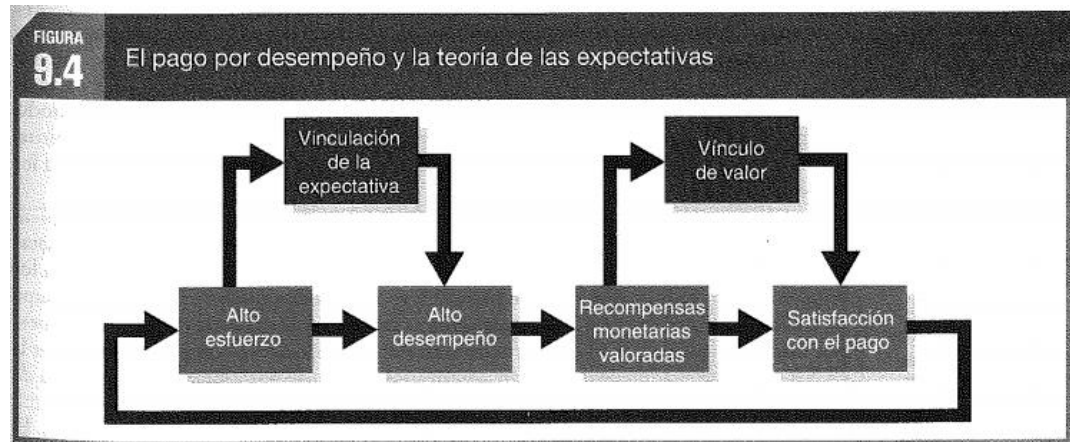 FIGURA
9.4
El pago por desempeño y la teoría de las expectativas
Vinculación
de la
expectativa
Vínculo
de valor
Alto
esfuerzo
Alto
desempeño
Recompensas
monetarias
valoradas
Satisfacción
con el pago